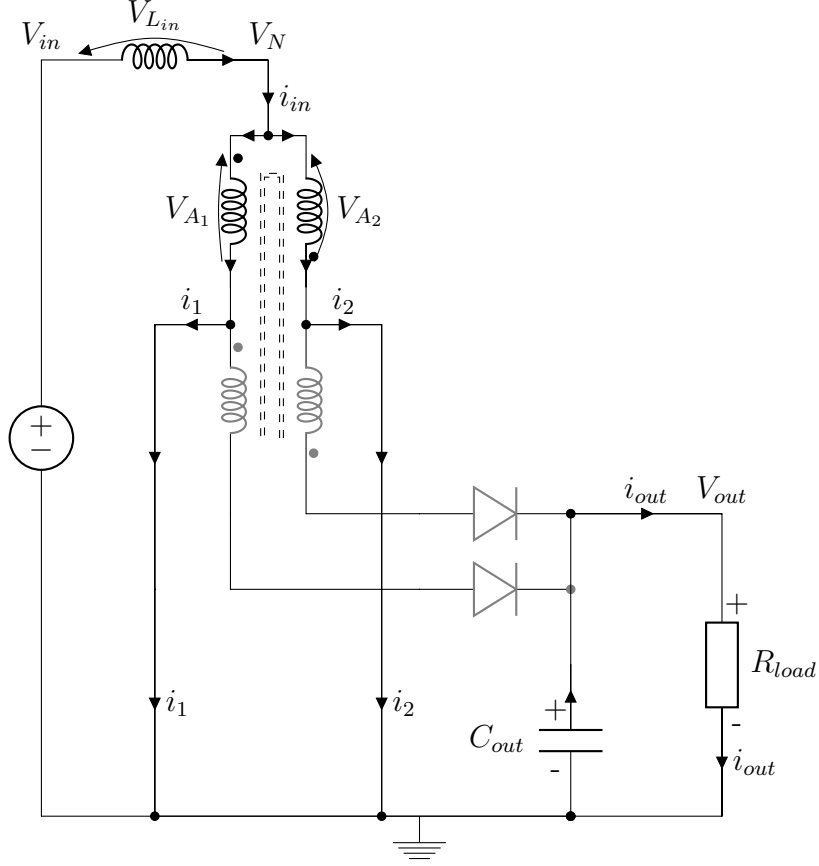 V_{L_{in}}
V_{in}
V_N
i_{in}
V_{A_1}
V_{A_2}
i_1
i_2
+
−
i_{out}
V_{out}
+
R_{load}
-
i_1
i_2
+
C_{out}
-
i_{out}